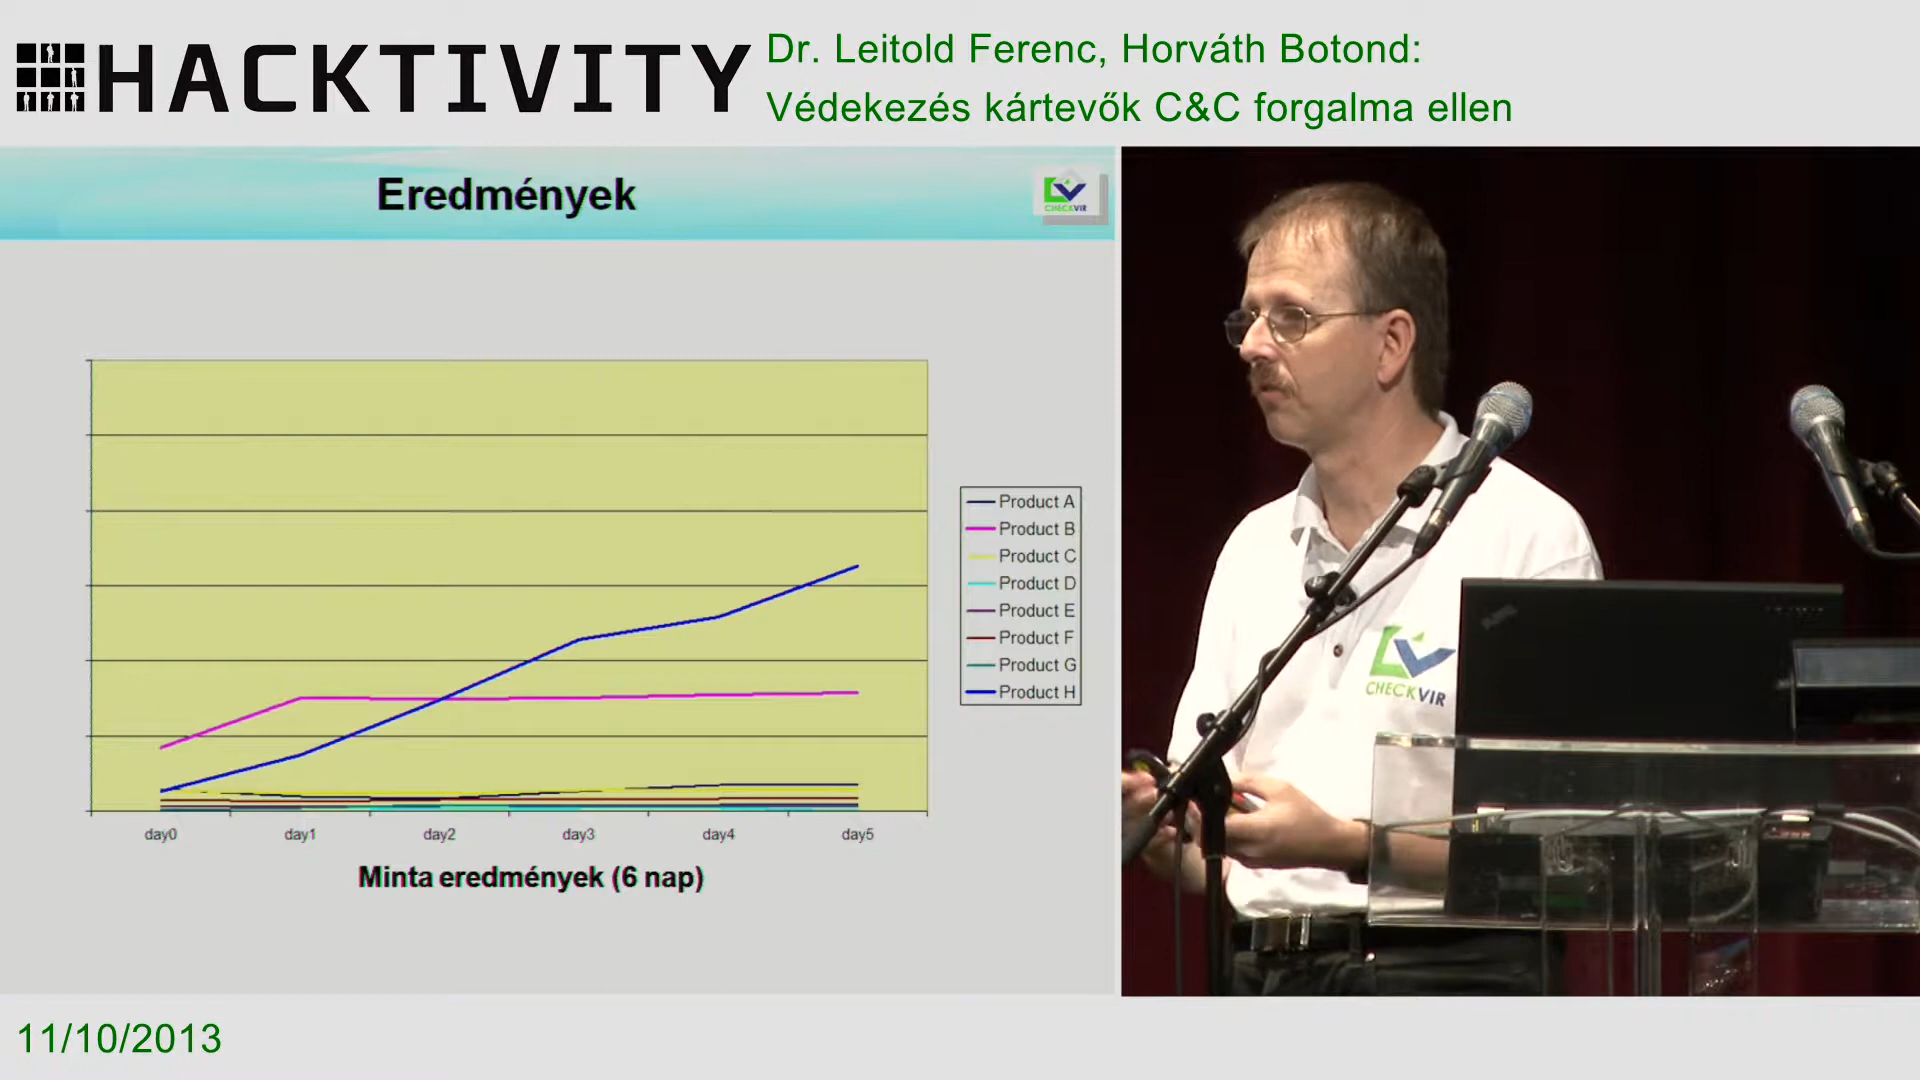 HACKTIVITY
Dr. Leitold Ferenc, Horváth Botond:
Védekezés kártevők C&C forgalma ellen
Eredmények
CHECKVIR
Product A
Product B
Product C
Product D
Product E
Product F
Product G
Product H
day0 day1 day2 day3 day4 day5
Minta eredmények (6 nap)
CHECKVIR
11/10/2013